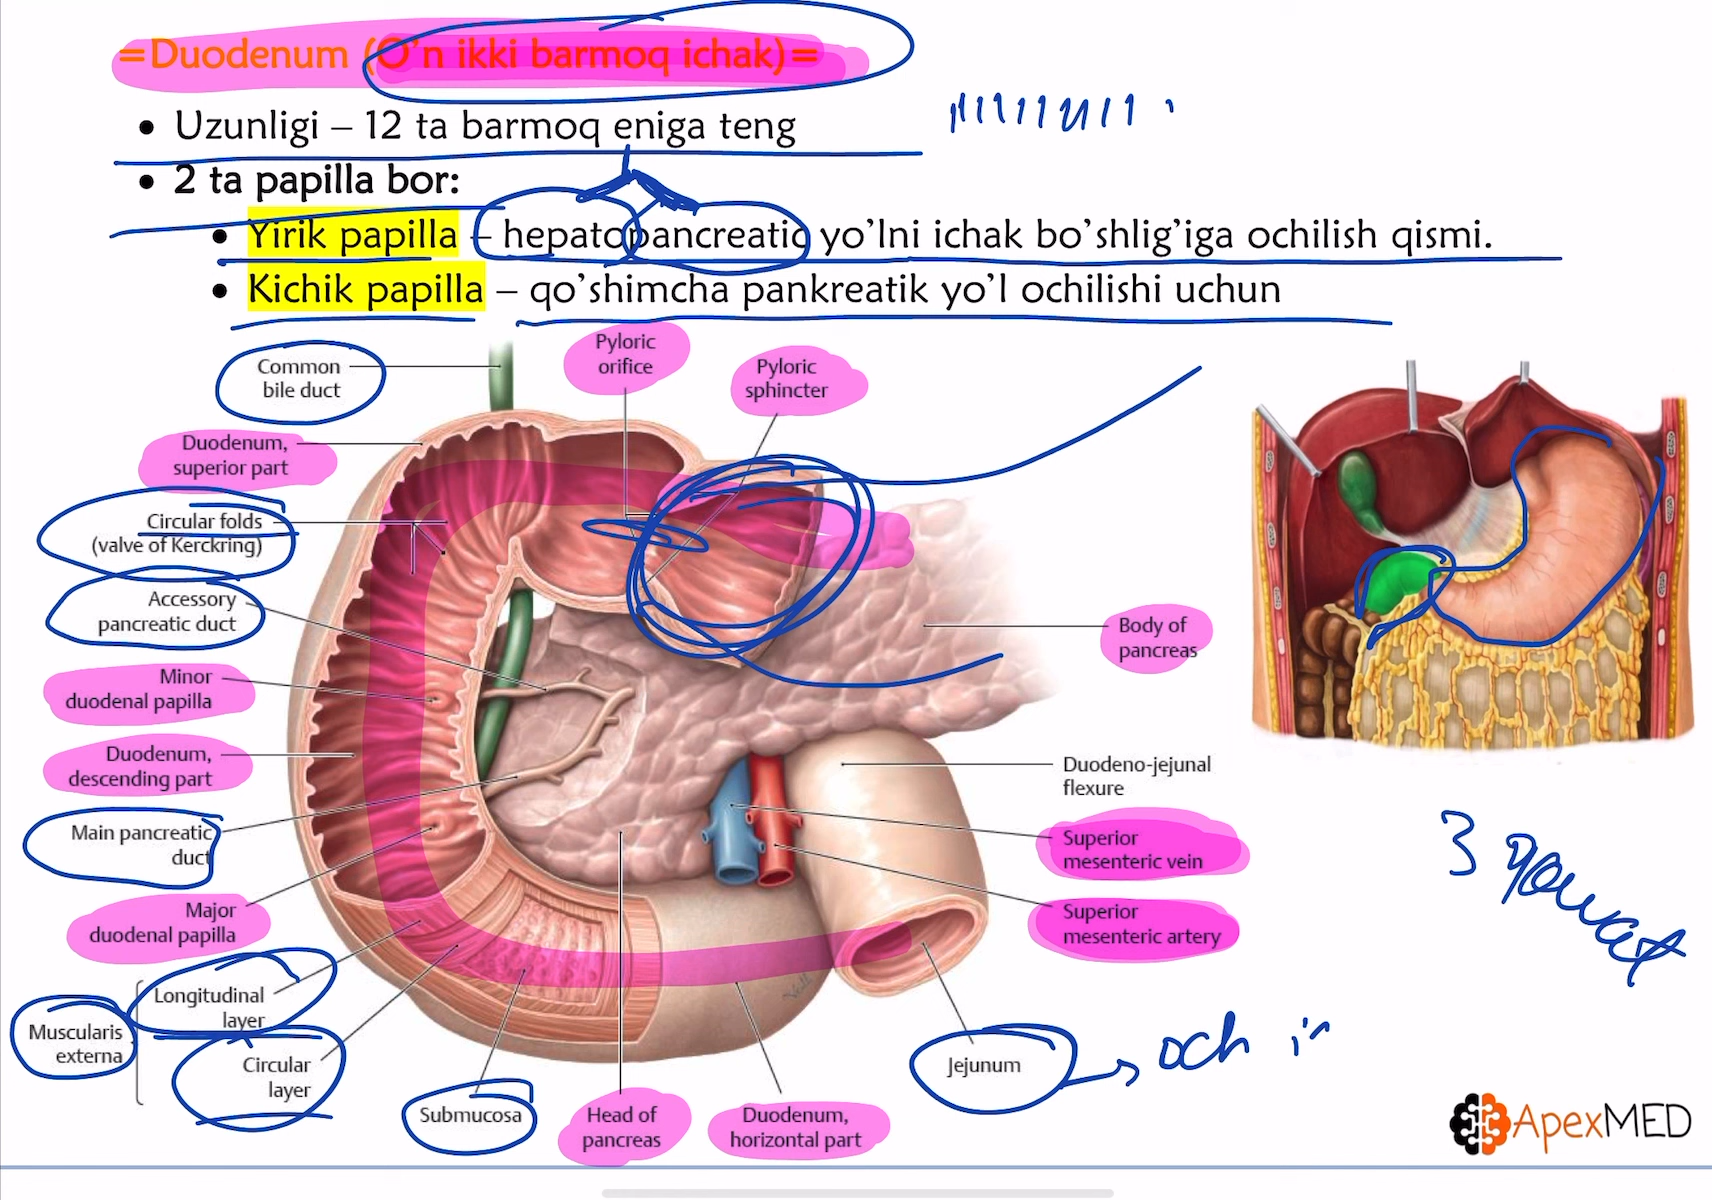 =Duodenum (O'n ikki barmoq ichak)=
• Uzunligi – 12 ta barmoq eniga teng
• 2 ta papilla bor:
• Yirik papilla – hepatopancreatic yo'lni ichak bo'shlig'iga ochilish qismi.
• Kichik papilla – qo'shimcha pankreatik yo'l ochilishi uchun
Common
bile duct
Pyloric
orifice
Pyloric
sphincter
Duodenum,
superior part
Circular folds
(valve of Kerckring)
Accessory
pancreatic duct
Minor
duodenal papilla
Duodenum,
descending part
Main pancreatic
duct
Major
duodenal papilla
Longitudinal
layer
Muscularis
externa
Circular
layer
Submucosa
Head of
pancreas
Duodenum,
horizontal part
Jejunum
och
Body of
pancreas
Duodeno-jejunal
flexure
Superior
mesenteric vein
Superior
mesenteric artery
3
ApexMED